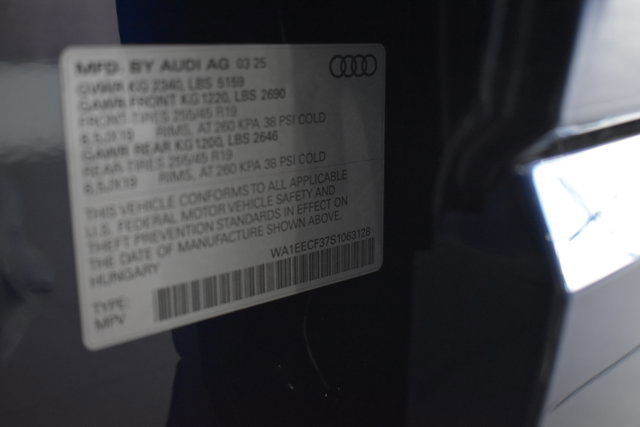 MFD. BY AUDI AG 03 25
GVWR KG 2340, LBS 5159
GAWR FRONT KG 1220, LBS 2690
FRONT-TIRES 255/45 R19
8.5JX19 RIMS, AT 260 KPA 38 PSI COLD
GAWR REAR KG 1200, LBS 2646
REAR-TIRES 255/45 R19
8.5JX19 RIMS, AT 260 KPA 38 PSI COLD
THIS VEHICLE CONFORMS TO ALL APPLICABLE
U.S. FEDERAL MOTOR VEHICLE SAFETY AND
THEFT PREVENTION STANDARDS IN EFFECT ON
THE DATE OF MANUFACTURE SHOWN ABOVE.
HUNGARY
WA1EECF37S1063128
TYPE:
MPV